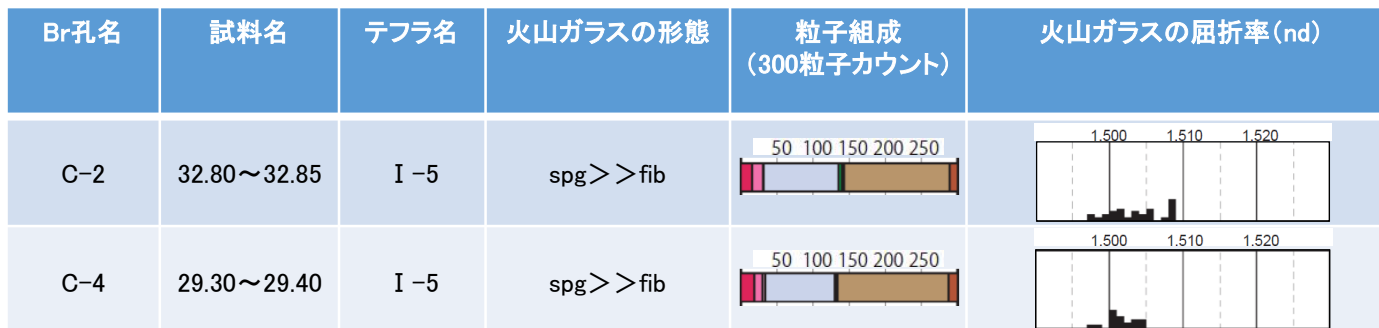 Br孔名 試料名 テフラ名 火山ガラスの形態 粒子組成 火山ガラスの屈折率(nd)
(300粒子カウント)
50 100 150 200 250 1.500 1.510 1.520
C-2 32.80~32.85 Ⅰ-5 spg>>fib
50 100 150 200 250 1.500 1.510 1.520
C-4 29.30~29.40 Ⅰ-5 spg>>fib